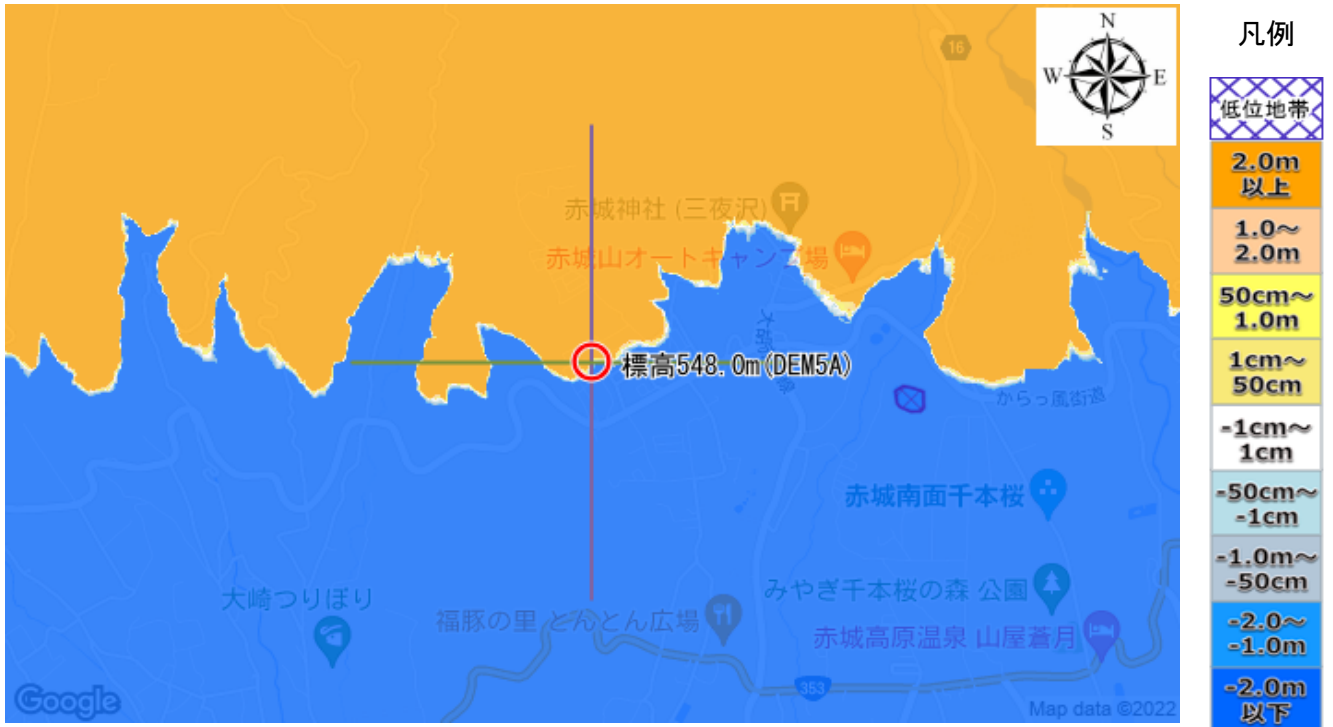 N
W
E
S
16
赤城神社 (三夜沢)
赤城山オートキャンプ場
標高548.0m(DEM5A)
からっ風街道
赤城南面千本桜
みやぎ千本桜の森 公園
大崎つりぼり
福豚の里 とんとん広場
赤城高原温泉 山屋蒼月
353
Google
Map data ©2022
凡例
低位地帯
2.0m
以上
1.0～
2.0m
50cm～
1.0m
1cm～
50cm
-1cm～
1cm
-50cm～
-1cm
-1.0m～
-50cm
-2.0～
-1.0m
-2.0m
以下